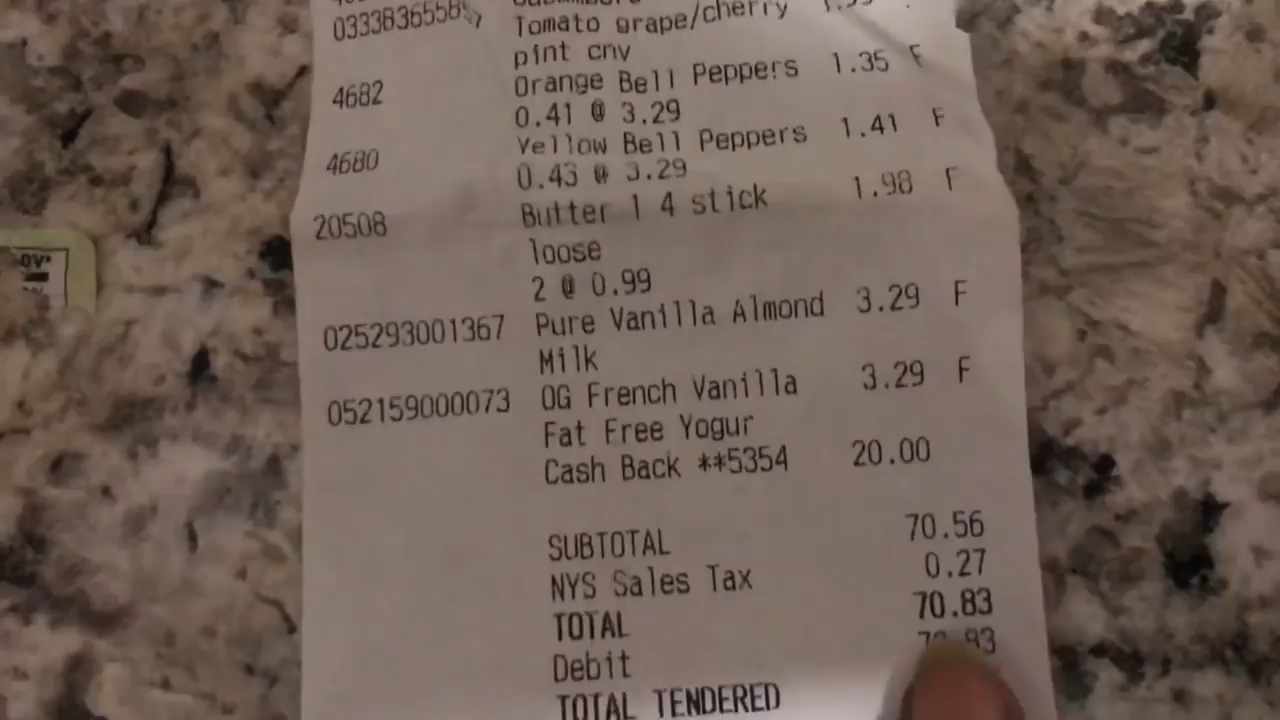 Tomato grape/cherry
pint cnv
4682 Orange Bell Peppers 1.35 F
0.41 @ 3.29
4680 Yellow Bell Peppers 1.41 F
0.43 @ 3.29
20508 Butter 1 4 stick 1.98 F
loose
2 @ 0.99
025293001367 Pure Vanilla Almond 3.29 F
Milk
052159000073 OG French Vanilla 3.29 F
Fat Free Yogur
Cash Back **5354 20.00
SUBTOTAL 70.56
NYS Sales Tax 0.27
TOTAL 70.83
Debit
TOTAL TENDERED